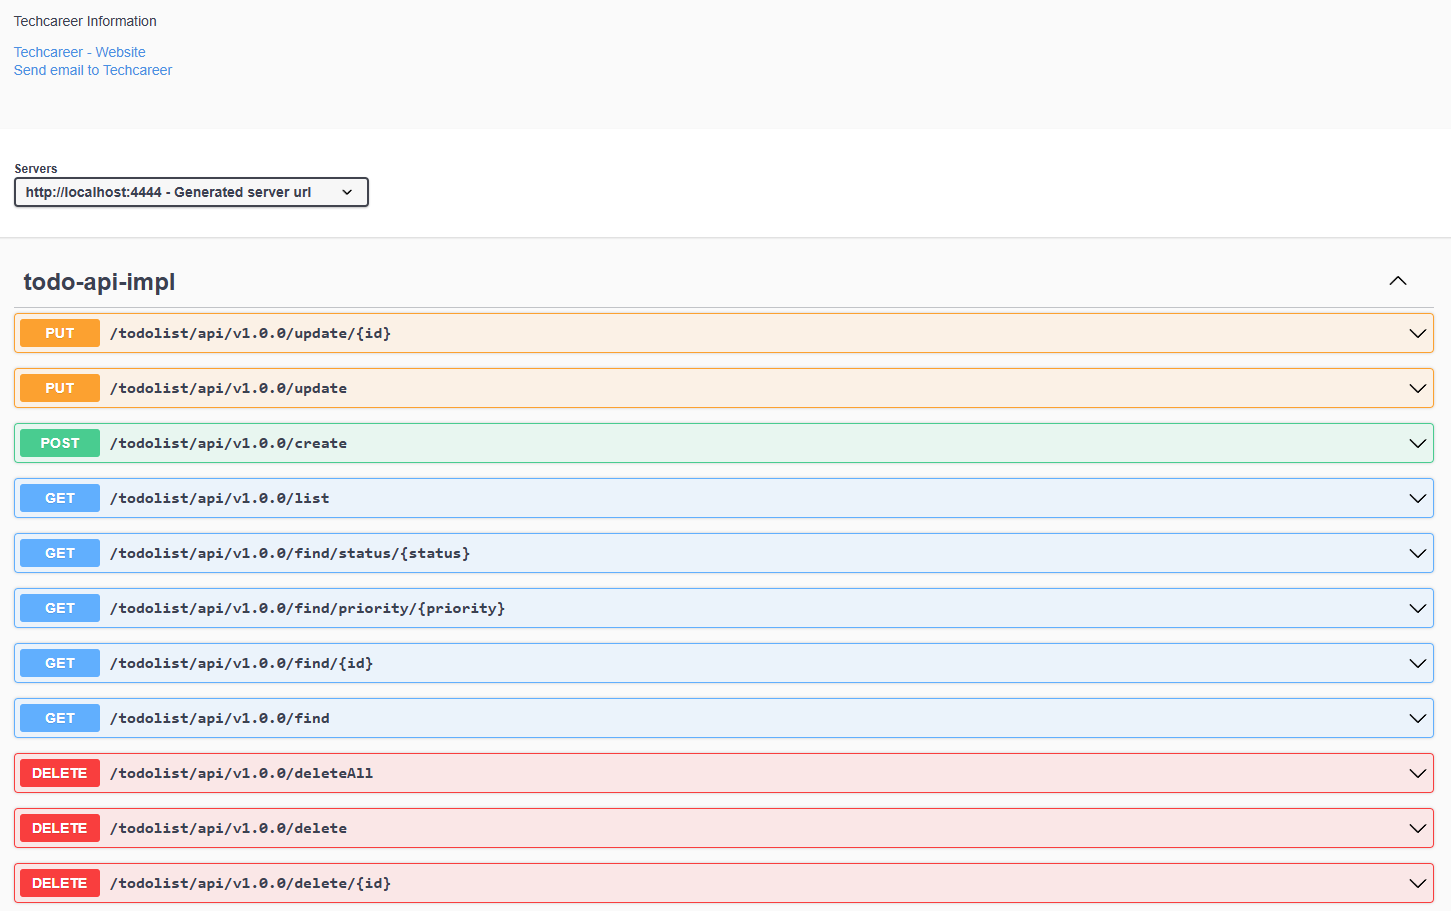 Techcareer Information
Techcareer - Website
Send email to Techcareer
Servers
http://localhost:4444 - Generated server url
todo-api-impl
PUT /todolist/api/v1.0.0/update/{id}
PUT /todolist/api/v1.0.0/update
POST /todolist/api/v1.0.0/create
GET /todolist/api/v1.0.0/list
GET /todolist/api/v1.0.0/find/status/{status}
GET /todolist/api/v1.0.0/find/priority/{priority}
GET /todolist/api/v1.0.0/find/{id}
GET /todolist/api/v1.0.0/find
DELETE /todolist/api/v1.0.0/deleteAll
DELETE /todolist/api/v1.0.0/delete
DELETE /todolist/api/v1.0.0/delete/{id}